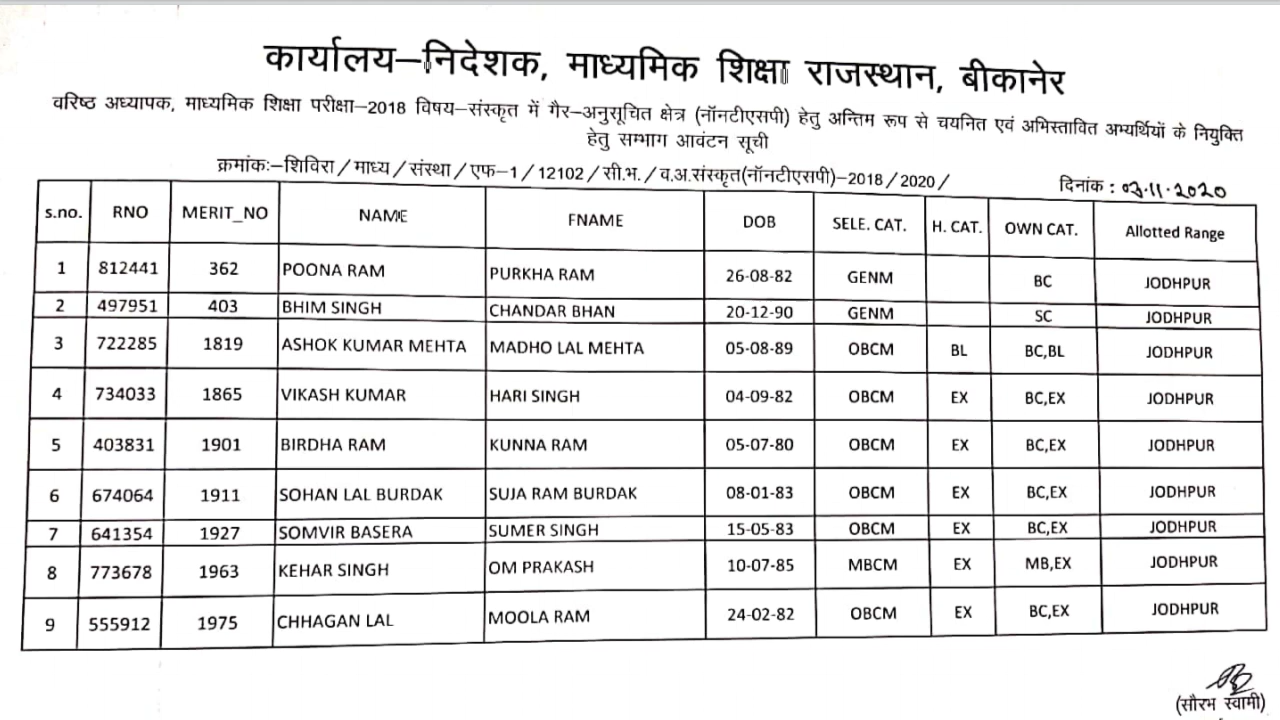 कार्यालय–निदेशक, माध्यमिक शिक्षा राजस्थान, बीकानेर
वरिष्ठ अध्यापक, माध्यमिक शिक्षा परीक्षा–2018 विषय–संस्कृत में गैर–अनुसूचित क्षेत्र (नॉनटीएसपी) हेतु अन्तिम रूप से चयनित एवं अभिस्तावित अभ्यर्थियों के नियुक्ति
हेतु सम्भाग आवंटन सूची
क्रमांकः–शिविरा/माध्य/संस्था/एफ–1/12102/सी.भ./व.अ.संस्कृत(नॉनटीएसपी)–2018/2020/ दिनांक : 03.11.2020
s.no. RNO MERIT_NO NAME FNAME DOB SELE. CAT. H. CAT. OWN CAT. Allotted Range
1 812441 362 POONA RAM PURKHA RAM 26-08-82 GENM BC JODHPUR
2 497951 403 BHIM SINGH CHANDAR BHAN 20-12-90 GENM SC JODHPUR
3 722285 1819 ASHOK KUMAR MEHTA MADHO LAL MEHTA 05-08-89 OBCM BL BC,BL JODHPUR
4 734033 1865 VIKASH KUMAR HARI SINGH 04-09-82 OBCM EX BC,EX JODHPUR
5 403831 1901 BIRDHA RAM KUNNA RAM 05-07-80 OBCM EX BC,EX JODHPUR
6 674064 1911 SOHAN LAL BURDAK SUJA RAM BURDAK 08-01-83 OBCM EX BC,EX JODHPUR
7 641354 1927 SOMVIR BASERA SUMER SINGH 15-05-83 OBCM EX BC,EX JODHPUR
8 773678 1963 KEHAR SINGH OM PRAKASH 10-07-85 MBCM EX MB,EX JODHPUR
9 555912 1975 CHHAGAN LAL MOOLA RAM 24-02-82 OBCM EX BC,EX JODHPUR
(सौरभ स्वामी)